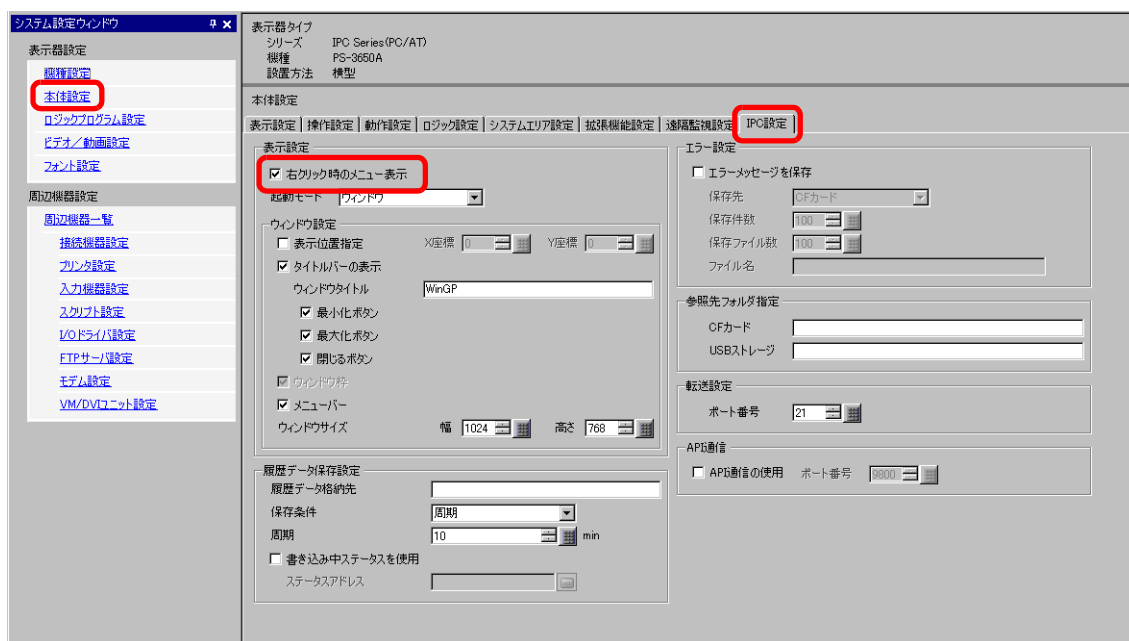 システム設定ウィンドウ
表示器設定
機種設定
本体設定
ロジックプログラム設定
ビデオ／動画設定
フォント設定
周辺機器設定
周辺機器一覧
接続機器設定
プリンタ設定
入力機器設定
スクリプト設定
I/Oドライバ設定
FTPサーバ設定
モデム設定
VM/DVIユニット設定
表示器タイプ
シリーズ IPC Series(PC/AT)
機種 PS-3650A
設置方法 横型
本体設定
表示設定 操作設定 動作設定 ロジック設定 システムエリア設定 拡張機能設定 遠隔監視設定 IPC設定
表示設定
右クリック時のメニュー表示
起動モード ウィンドウ
ウィンドウ設定
表示位置指定 X座標 0 Y座標 0
タイトルバーの表示
ウィンドウタイトル WinGP
最小化ボタン
最大化ボタン
閉じるボタン
ウィンドウ枠
メニューバー
ウィンドウサイズ 幅 1024 高さ 768
履歴データ保存設定
履歴データ格納先
保存条件 周期
周期 10 min
書き込み中ステータスを使用
ステータスアドレス
エラー設定
エラーメッセージを保存
保存先 CFカード
保存件数 100
保存ファイル数 100
ファイル名
参照先フォルダ指定
CFカード
USBストレージ
転送設定
ポート番号 21
API通信
API通信の使用 ポート番号 9800